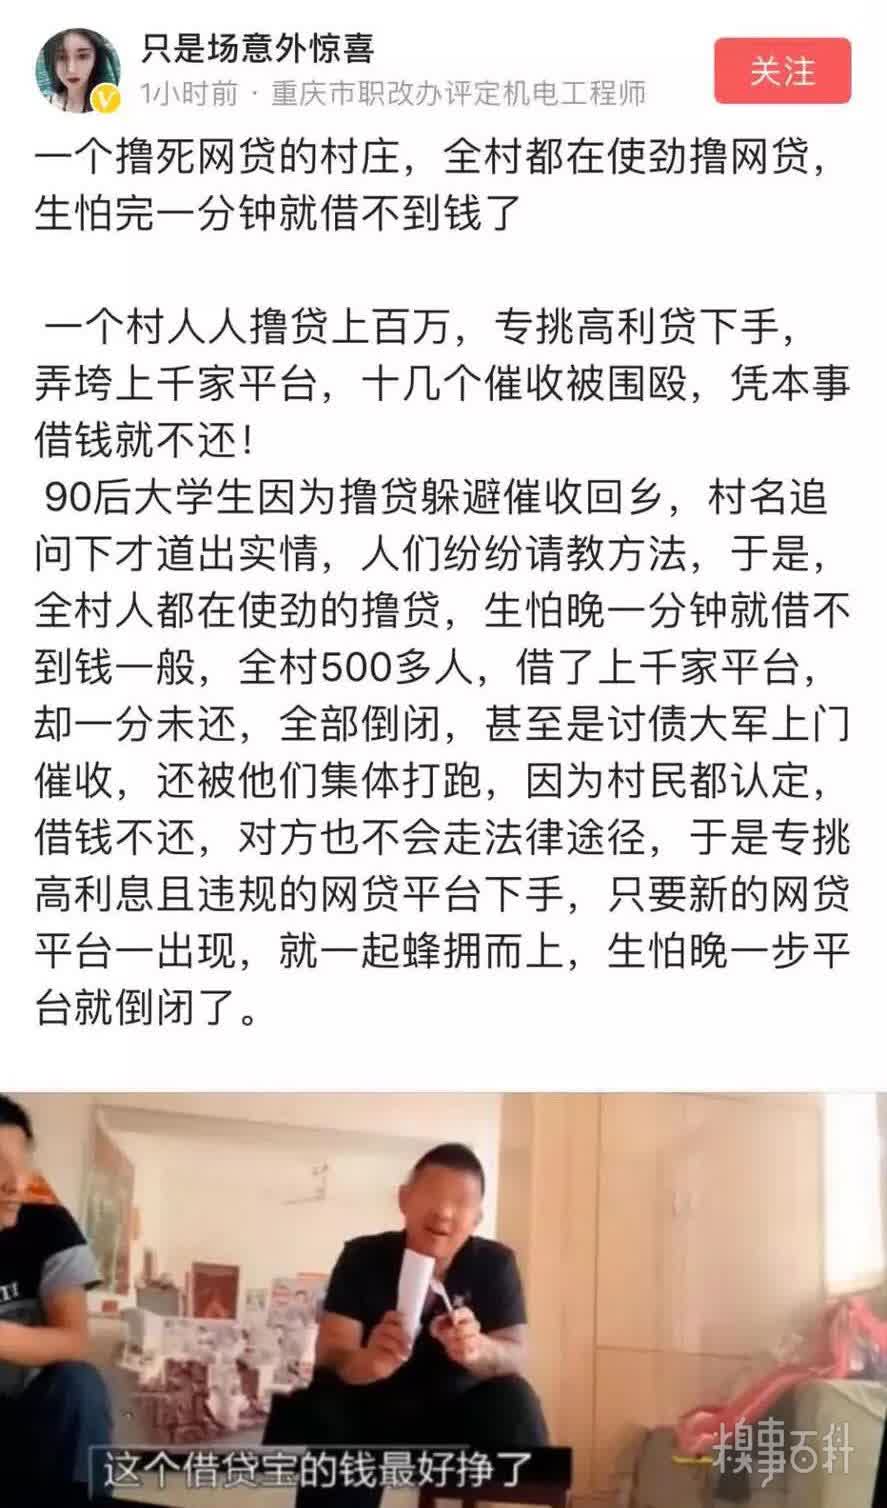 只是场意外惊喜
1小时前 · 重庆市职改办评定机电工程师
关注
一个撸死网贷的村庄，全村都在使劲撸网贷，
生怕完一分钟就借不到钱了
一个村人人撸贷上百万，专挑高利贷下手，
弄垮上千家平台，十几个催收被围殴，凭本事
借钱就不还！
90后大学生因为撸贷躲避催收回乡，村名追
问下才道出实情，人们纷纷请教方法，于是，
全村人都在使劲的撸贷，生怕晚一分钟就借不
到钱一般，全村500多人，借了上千家平台，
却一分未还，全部倒闭，甚至是讨债大军上门
催收，还被他们集体打跑，因为村民都认定，
借钱不还，对方也不会走法律途径，于是专挑
高利息且违规的网贷平台下手，只要新的网贷
平台一出现，就一起蜂拥而上，生怕晚一步平
台就倒闭了。
糗事百科
这个借贷宝的钱最好挣了